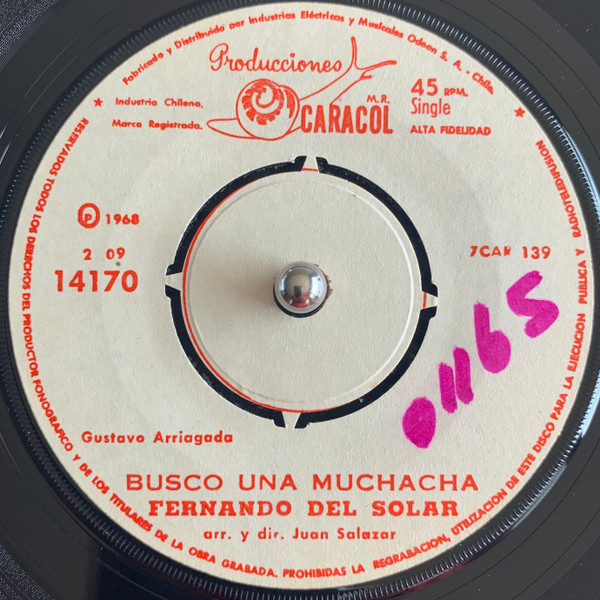 Fabricado y Distribuido por Industrias Eléctricas y Musicales Odeon S. A. - Chile.
Producciones
CARACOL
M.R.
45 RPM.
Single
ALTA FIDELIDAD
Industria Chilena.
Marca Registrada.
℗ 1968
2 09
14170
7CAR 139
01165
Gustavo Arriagada
BUSCO UNA MUCHACHA
FERNANDO DEL SOLAR
arr. y dir. Juan Salazar
RESERVADOS TODOS LOS DERECHOS DEL PRODUCTOR FONOGRAFICO Y DE LOS TITULARES DE LA OBRA GRABADA. PROHIBIDAS LA REGRABACION, UTILIZACION DE ESTE DISCO PARA LA EJECUCION PUBLICA Y RADIOTELEDIFUSION